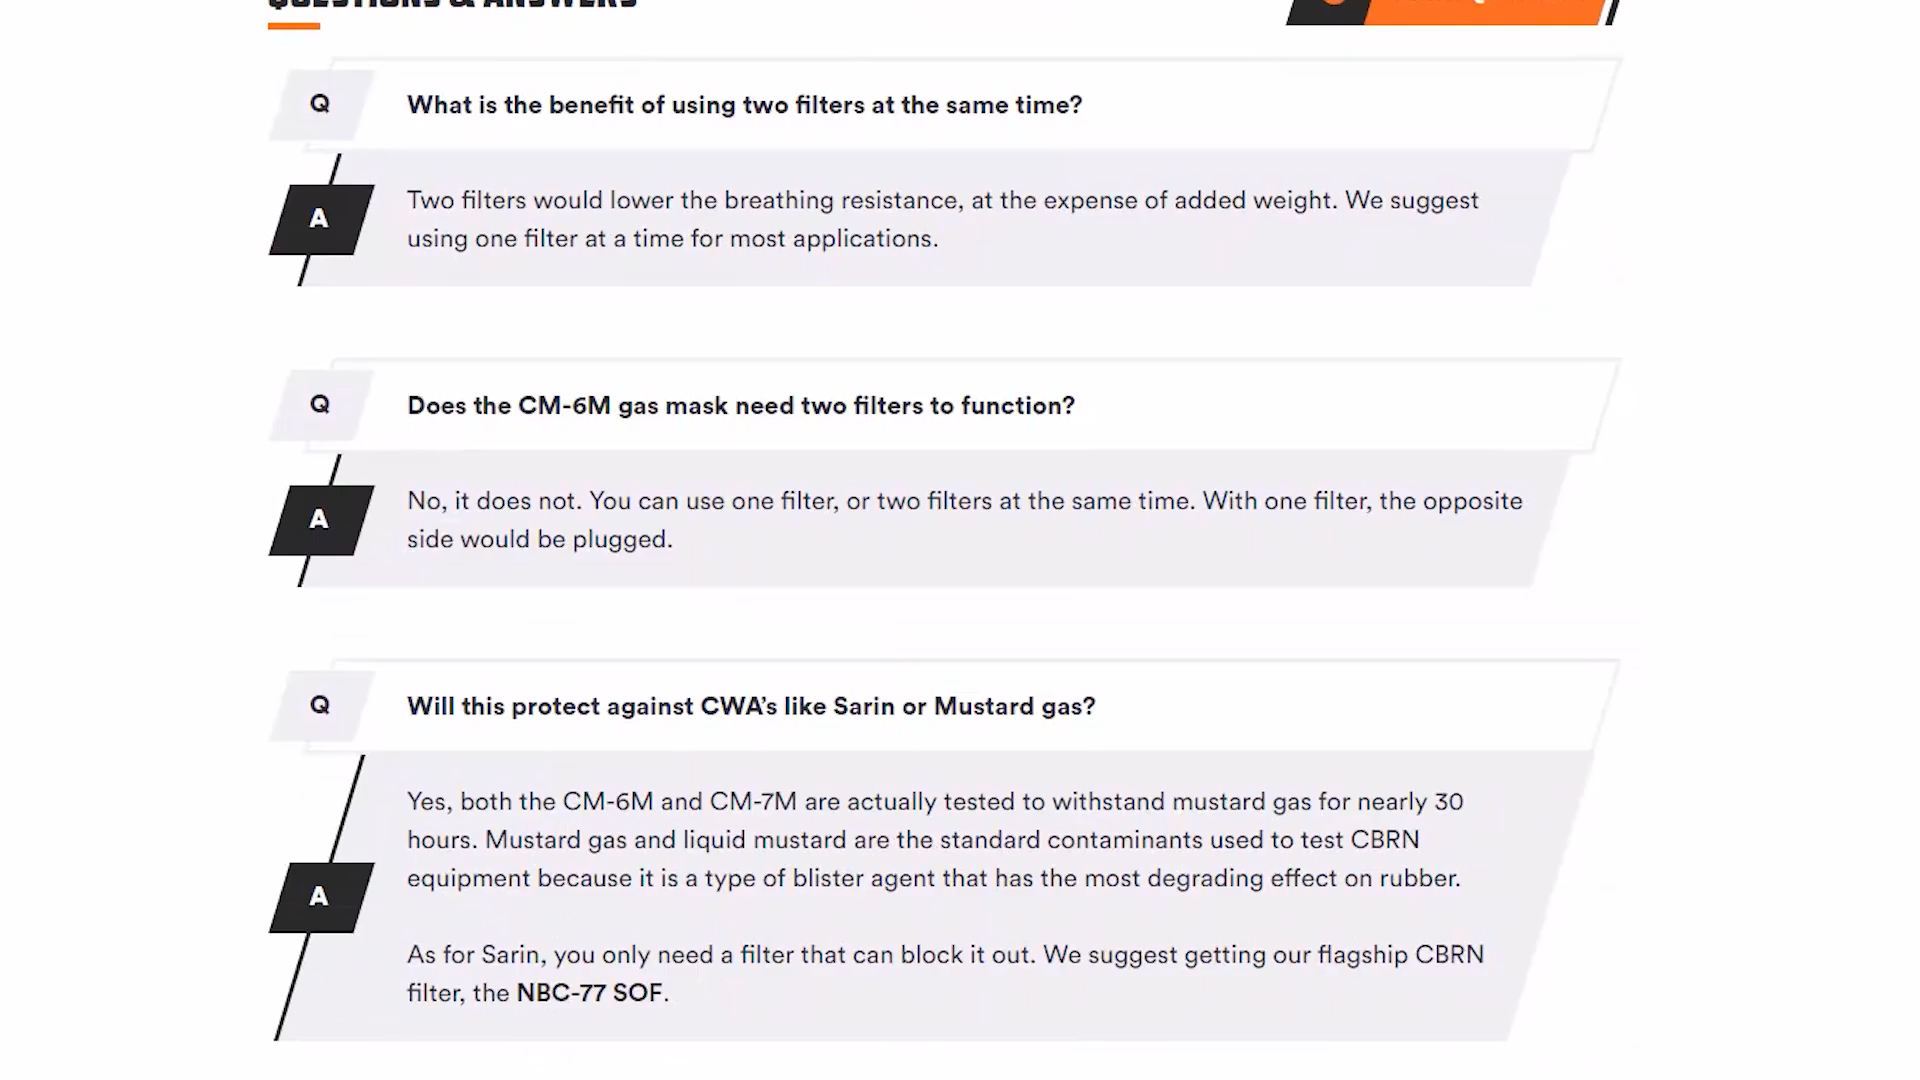 QUESTIONS & ANSWERS
Q
What is the benefit of using two filters at the same time?
A
Two filters would lower the breathing resistance, at the expense of added weight. We suggest
using one filter at a time for most applications.
Q
Does the CM-6M gas mask need two filters to function?
A
No, it does not. You can use one filter, or two filters at the same time. With one filter, the opposite
side would be plugged.
Q
Will this protect against CWA's like Sarin or Mustard gas?
A
Yes, both the CM-6M and CM-7M are actually tested to withstand mustard gas for nearly 30
hours. Mustard gas and liquid mustard are the standard contaminants used to test CBRN
equipment because it is a type of blister agent that has the most degrading effect on rubber.
As for Sarin, you only need a filter that can block it out. We suggest getting our flagship CBRN
filter, the NBC-77 SOF.